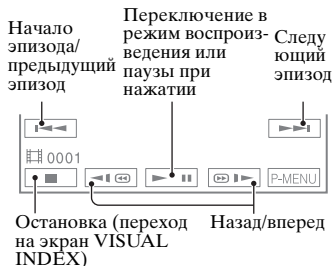 Начало
эпизода/
предыдущий
эпизод
Переключение в
режим воспроиз-
ведения или
паузы при
нажатии
Следу
ющий
эпизод
0001
P-MENU
Остановка (переход
на экран VISUAL
INDEX)
Назад/вперед